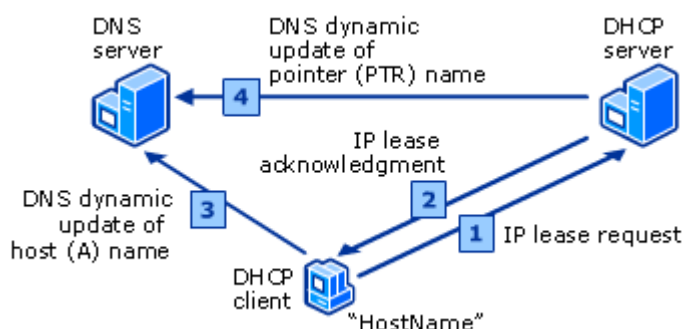 DNS
server
DNS dynamic
update of
pointer (PTR) name
DHCP
server
4
IP lease
acknowledgment
2
DNS dynamic
update of
host (A) name
3
1
IP lease request
DHCP
client
"HostName"